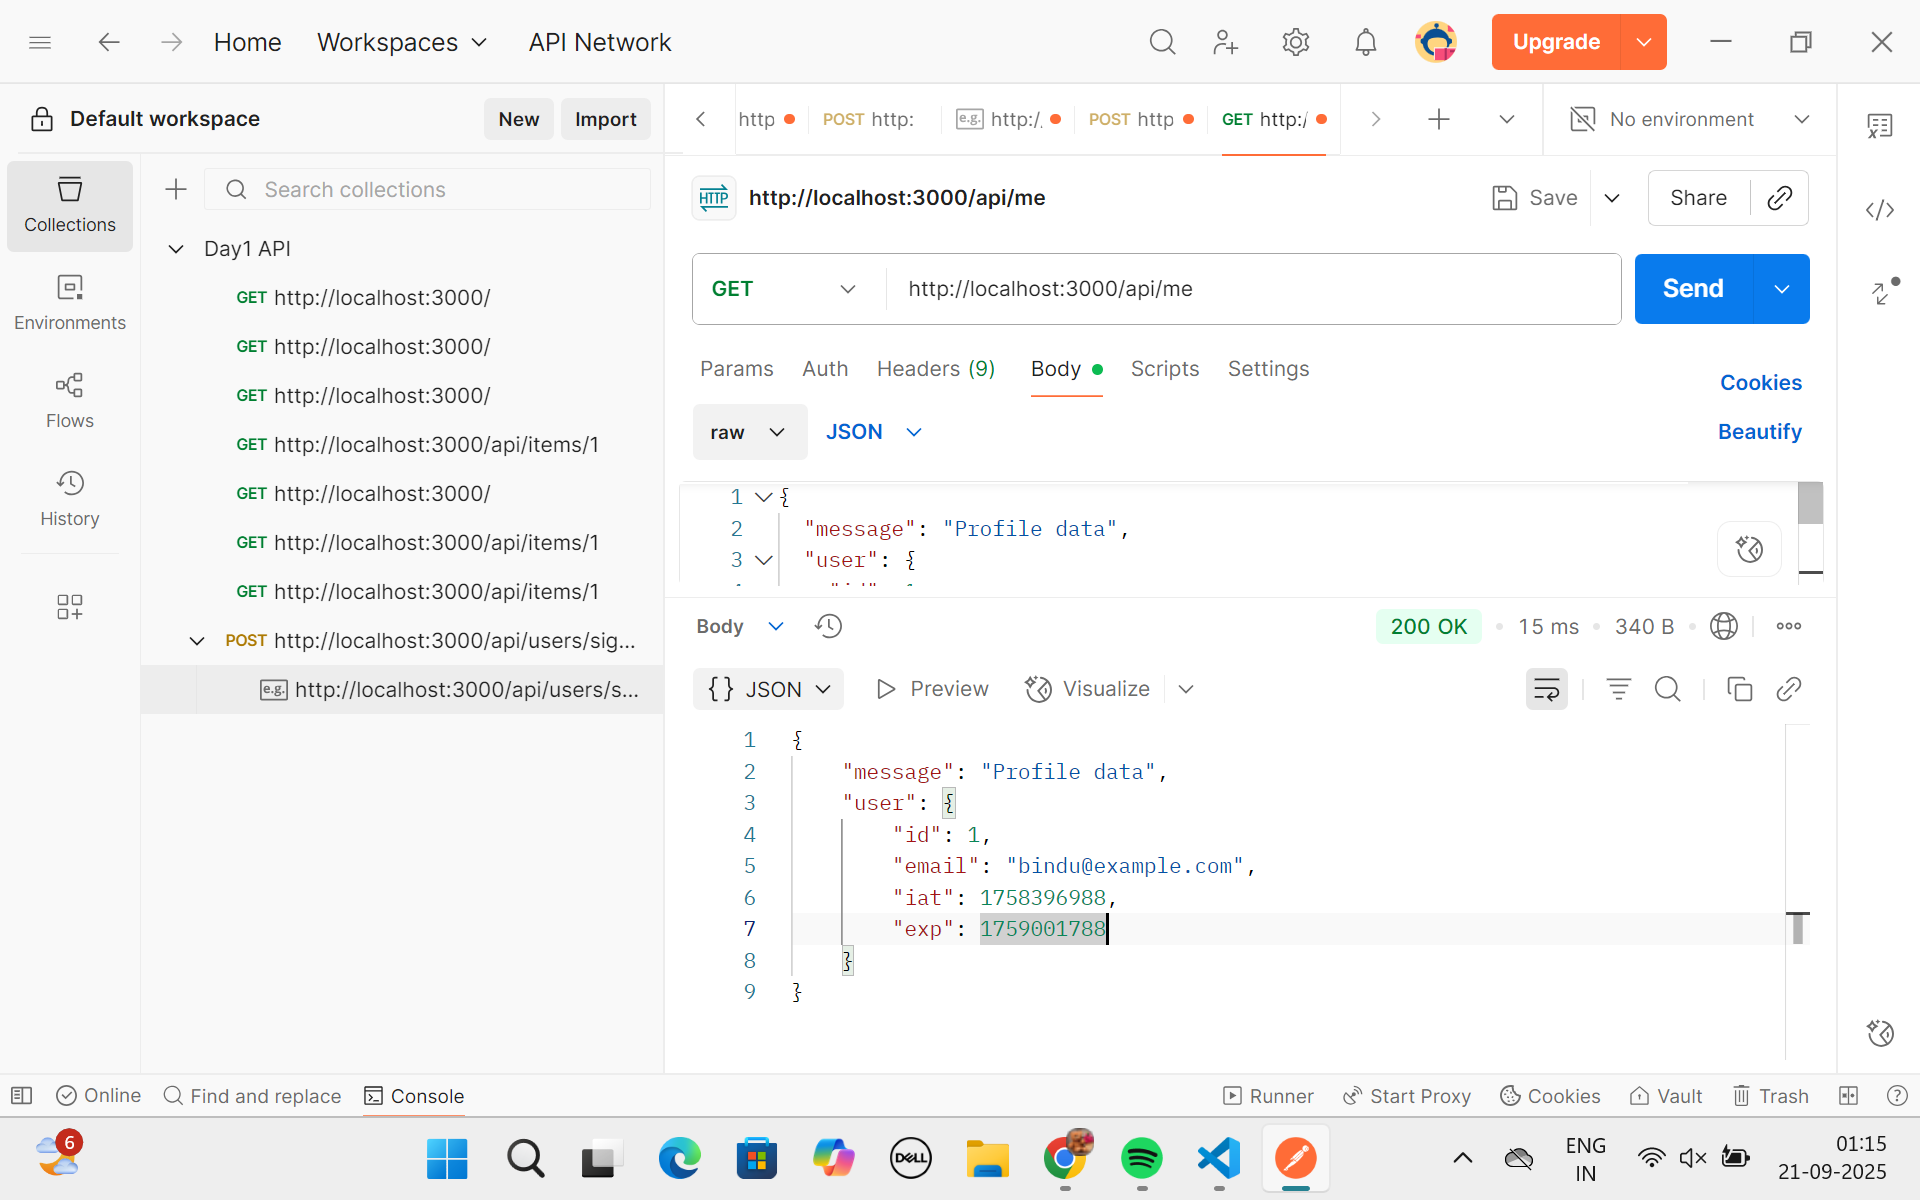 Home Workspaces API Network Upgrade
Default workspace New Import
http POST http: e.g. http:/. POST http GET http:/ No environment
Collections
Search collections
HTTP http://localhost:3000/api/me Save Share
Day1 API
GET http://localhost:3000/
GET http://localhost:3000/api/me Send
Environments
GET http://localhost:3000/
GET http://localhost:3000/
Params Auth Headers (9) Body Scripts Settings Cookies
Flows
GET http://localhost:3000/api/items/1
raw JSON Beautify
GET http://localhost:3000/
History
GET http://localhost:3000/api/items/1
GET http://localhost:3000/api/items/1
1 {
2 "message": "Profile data",
3 "user": {
POST http://localhost:3000/api/users/sig...
e.g. http://localhost:3000/api/users/s...
Body 200 OK 15 ms 340 B
{} JSON Preview Visualize
1 {
2 "message": "Profile data",
3 "user": {
4 "id": 1,
5 "email": "bindu@example.com",
6 "iat": 1758396988,
7 "exp": 1759001788
8 }
9 }
Online Find and replace Console Runner Start Proxy Cookies Vault Trash
6 DELL ENG 01:15
IN 21-09-2025